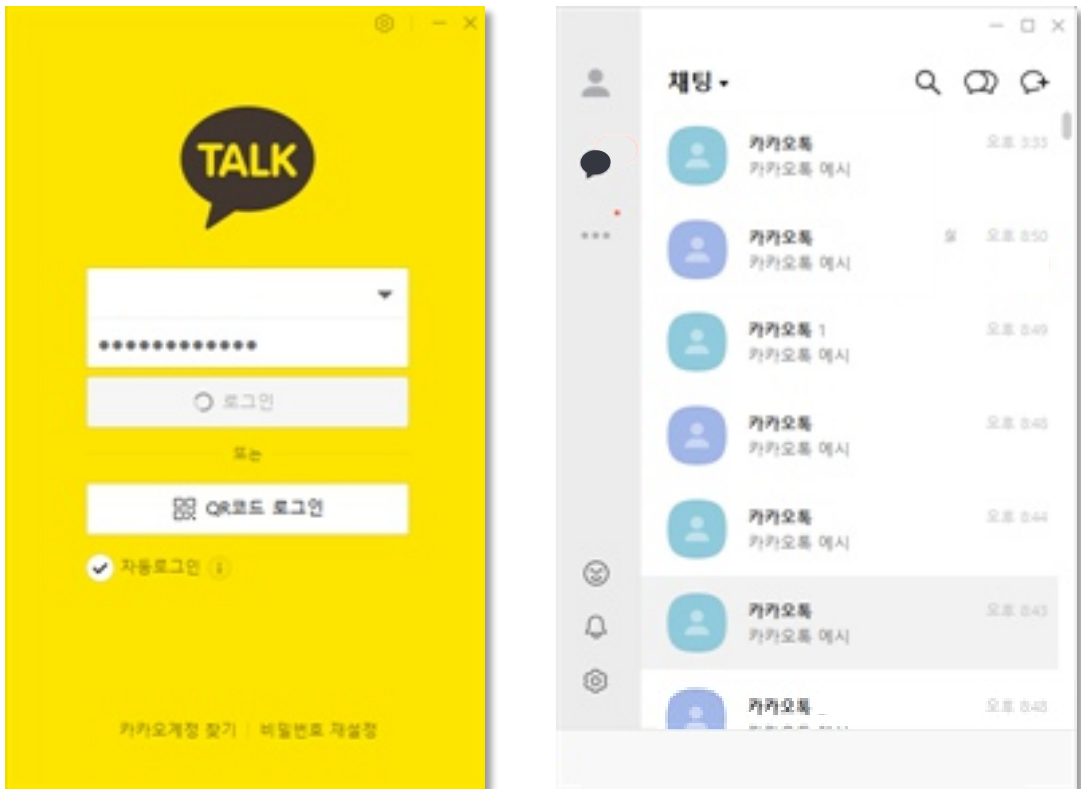 TALK
로그인
또는
QR코드 로그인
자동로그인
카카오계정 찾기 | 비밀번호 재설정
채팅
카카오톡
오후 3:33
카카오톡 예시
카카오톡
오후 8:50
카카오톡 예시
카카오톡 1
오후 8:49
카카오톡 예시
카카오톡
오후 8:48
카카오톡 예시
카카오톡
오후 8:44
카카오톡 예시
카카오톡
오후 8:43
카카오톡 예시
카카오톡
오후 8:43